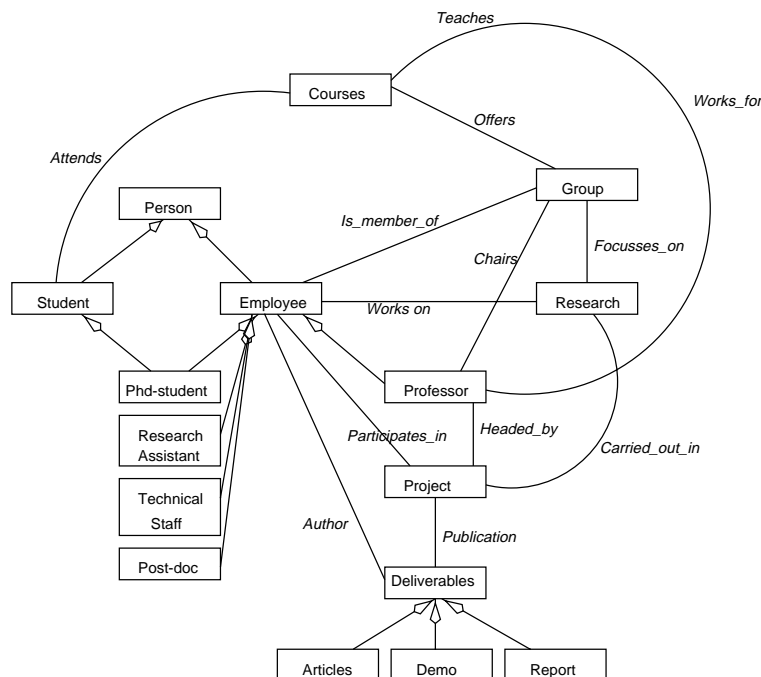 Teaches
Courses
Works_for
Offers
Attends
Group
Person
Is_member_of
Chairs
Focusses_on
Student
Employee
Works on
Research
Phd-student
Professor
Research
Assistant
Participates_in
Headed_by
Carried_out_in
Project
Technical
Staff
Author
Publication
Post-doc
Deliverables
Articles
Demo
Report